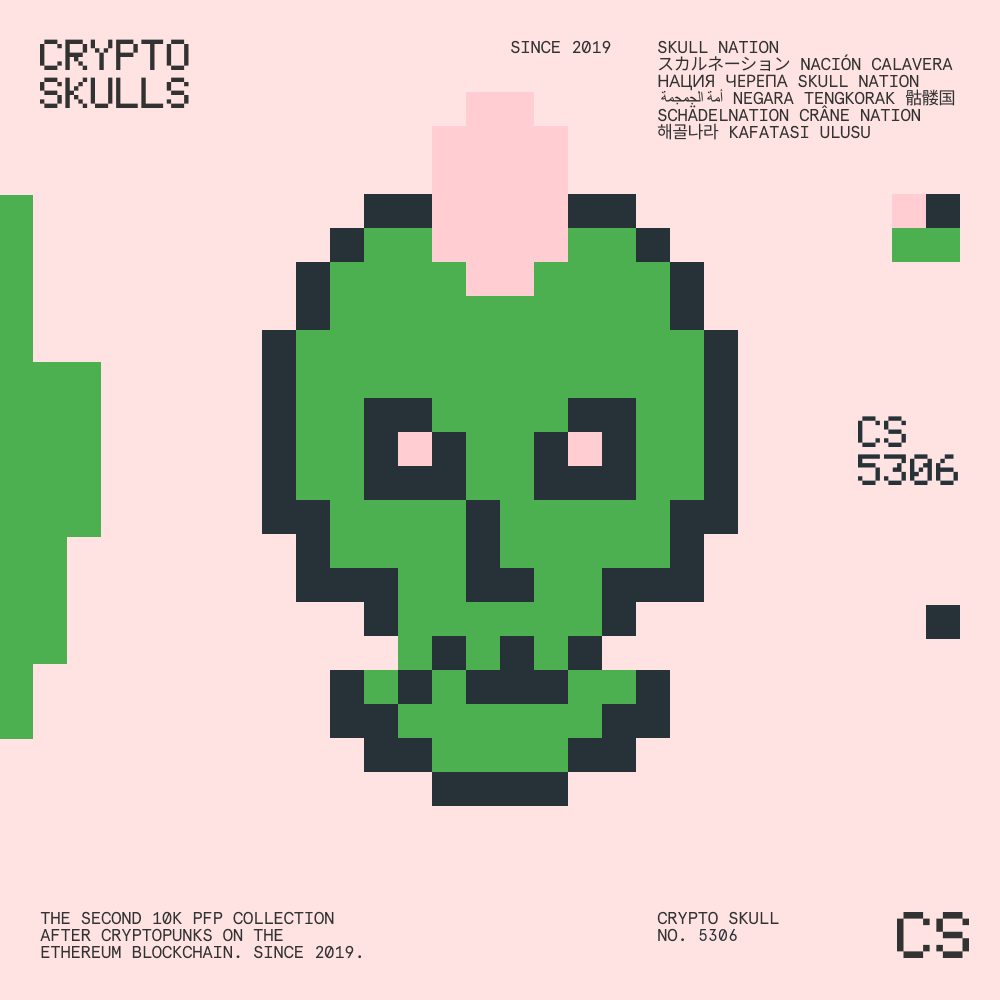 CRYPTO
SKULLS
SINCE 2019
SKULL NATION
スカルネーション NACIÓN CALAVERA
НАЦИЯ ЧЕРЕПА SKULL NATION
أمة الجمجمة NEGARA TENGKORAK 骷髅国
SCHÄDELNATION CRÂNE NATION
해골나라 KAFATASI ULUSU
CS
5306
THE SECOND 10K PFP COLLECTION
AFTER CRYPTOPUNKS ON THE
ETHEREUM BLOCKCHAIN. SINCE 2019.
CRYPTO SKULL
NO. 5306
CS